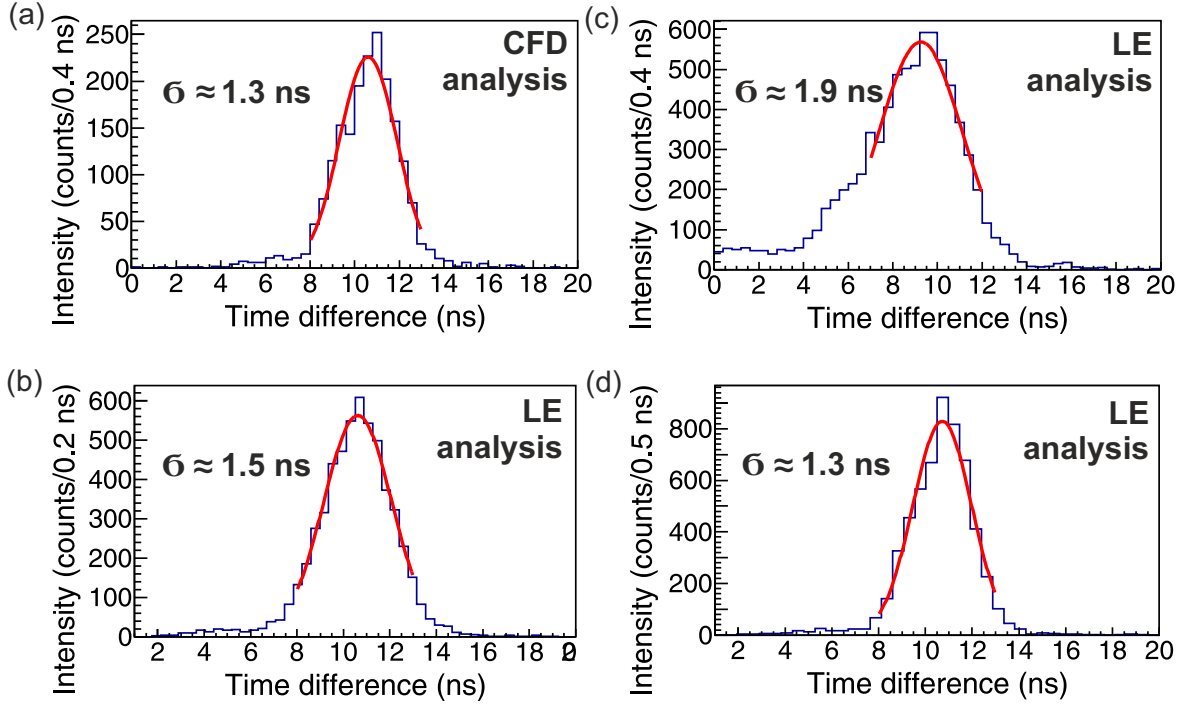 (a)
CFD
analysis
б ≈ 1.3 ns
Intensity (counts/0.4 ns)
250
200
150
100
50
0
0 2 4 6 8 10 12 14 16 18 20
Time difference (ns)
(c)
LE
analysis
б ≈ 1.9 ns
Intensity (counts/0.4 ns)
600
500
400
300
200
100
0
0 2 4 6 8 10 12 14 16 18 20
Time difference (ns)
(b)
LE
analysis
б ≈ 1.5 ns
Intensity (counts/0.2 ns)
600
500
400
300
200
100
0
2 4 6 8 10 12 14 16 18 0
Time difference (ns)
(d)
LE
analysis
б ≈ 1.3 ns
Intensity (counts/0.5 ns)
800
600
400
200
0
2 4 6 8 10 12 14 16 18 20
Time difference (ns)